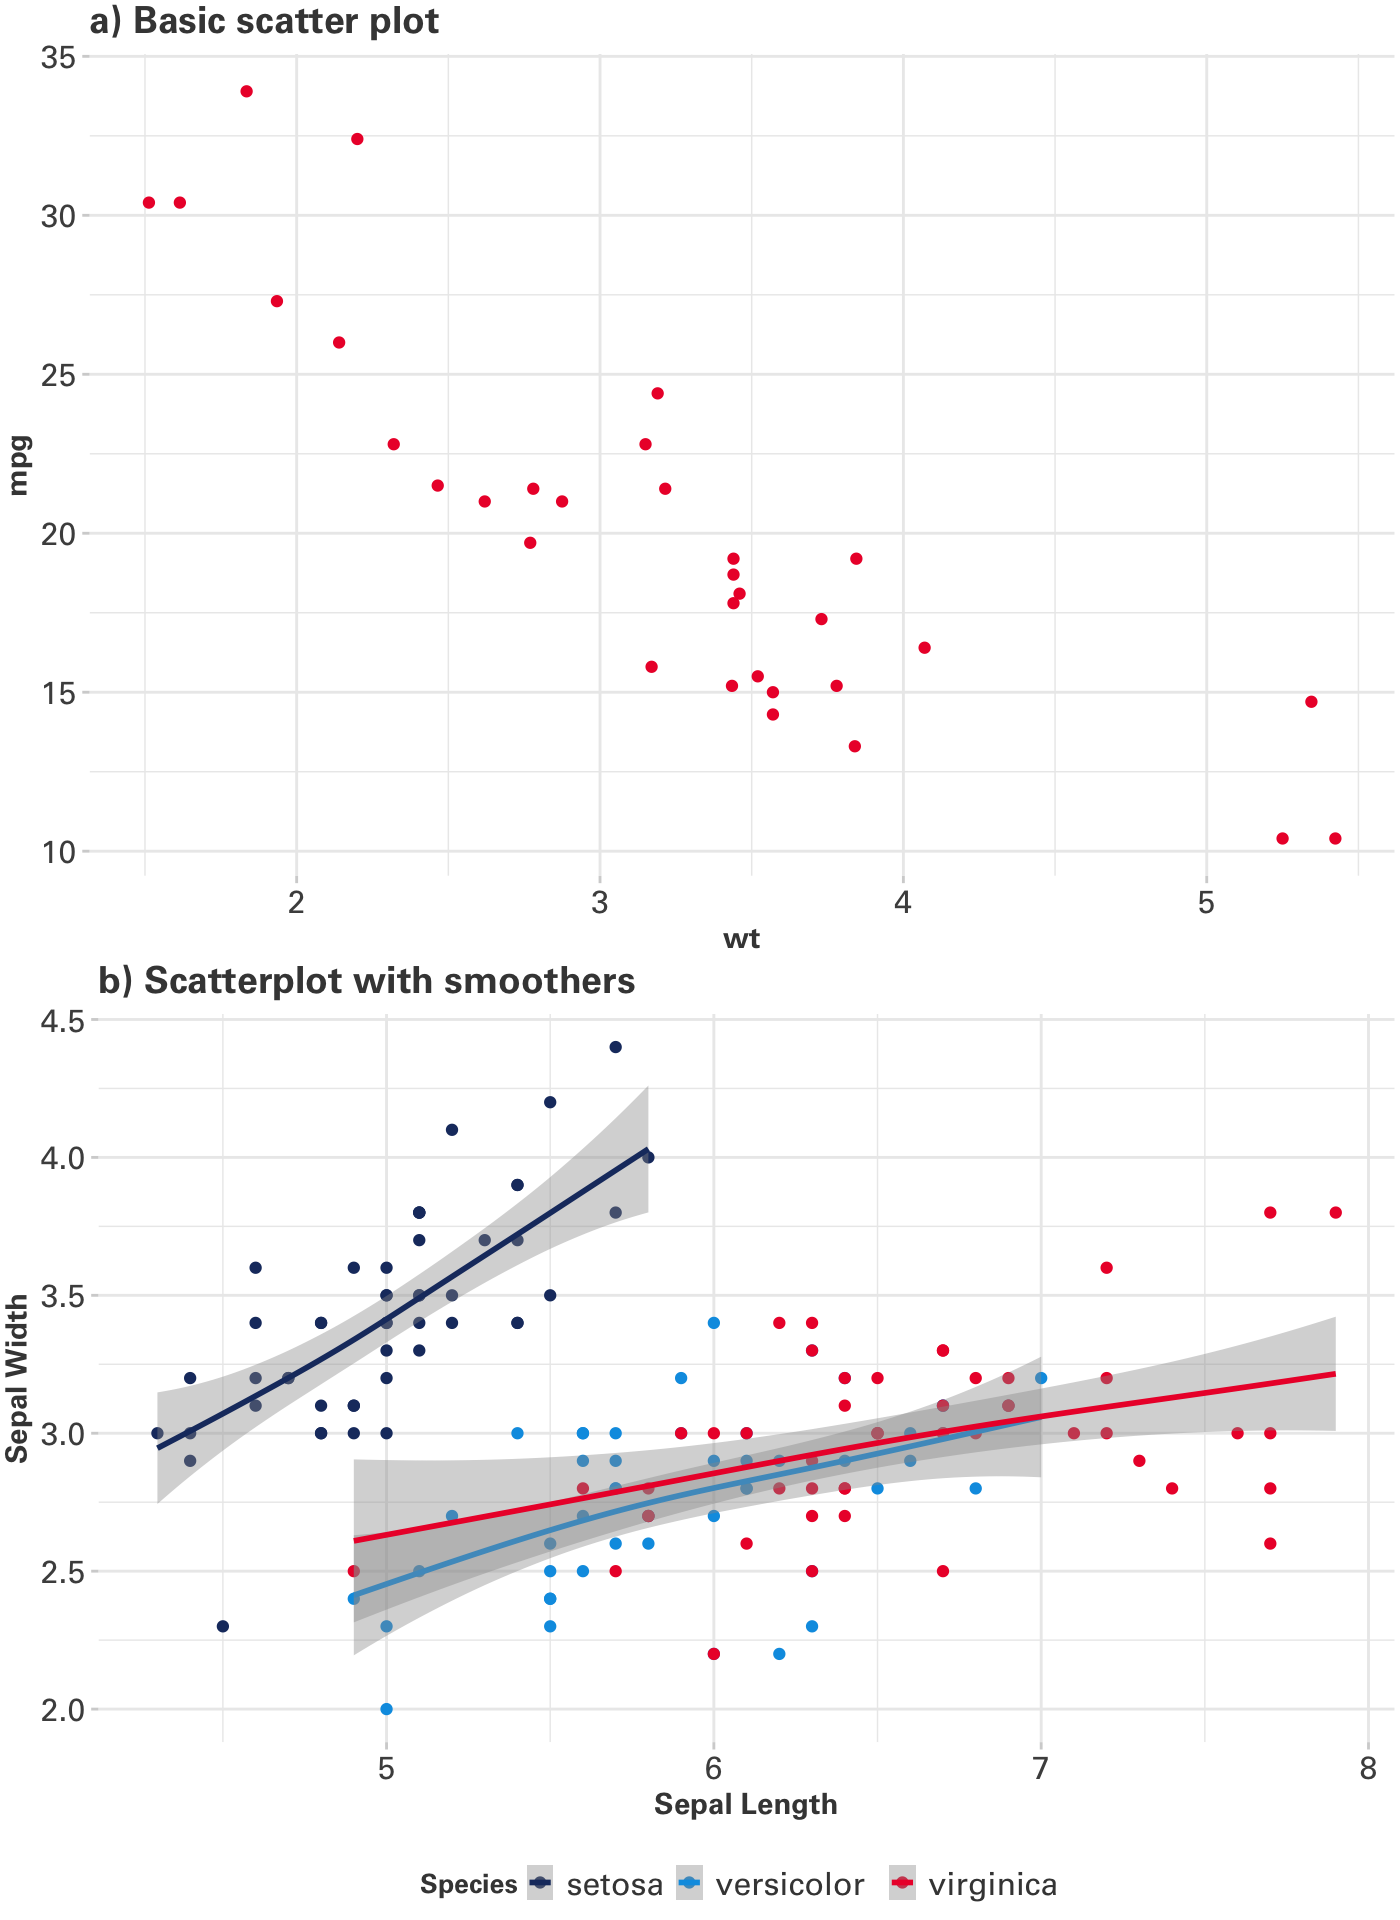 a) Basic scatter plot
35
30
25
20
15
10
mpg
2 3 4 5
wt
b) Scatterplot with smoothers
4.5
4.0
3.5
3.0
2.5
2.0
Sepal Width
5 6 7 8
Sepal Length
Species setosa versicolor virginica